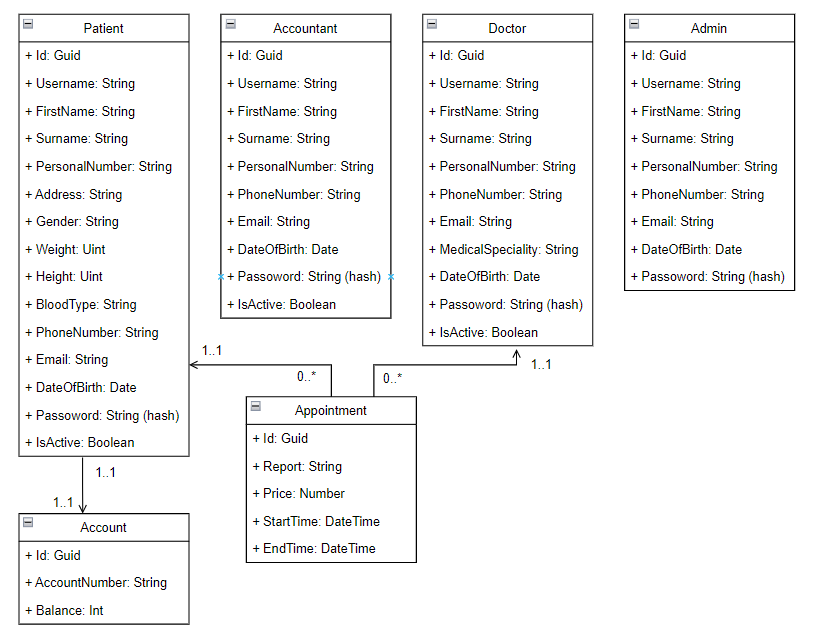 Patient
+ Id: Guid
+ Username: String
+ FirstName: String
+ Surname: String
+ PersonalNumber: String
+ Address: String
+ Gender: String
+ Weight: Uint
+ Height: Uint
+ BloodType: String
+ PhoneNumber: String
+ Email: String
+ DateOfBirth: Date
+ Passoword: String (hash)
+ IsActive: Boolean
Accountant
+ Id: Guid
+ Username: String
+ FirstName: String
+ Surname: String
+ PersonalNumber: String
+ PhoneNumber: String
+ Email: String
+ DateOfBirth: Date
+ Passoword: String (hash)
+ IsActive: Boolean
Doctor
+ Id: Guid
+ Username: String
+ FirstName: String
+ Surname: String
+ PersonalNumber: String
+ PhoneNumber: String
+ Email: String
+ MedicalSpeciality: String
+ DateOfBirth: Date
+ Passoword: String (hash)
+ IsActive: Boolean
Admin
+ Id: Guid
+ Username: String
+ FirstName: String
+ Surname: String
+ PersonalNumber: String
+ PhoneNumber: String
+ Email: String
+ DateOfBirth: Date
+ Passoword: String (hash)
1..1
0..*
0..*
1..1
Appointment
+ Id: Guid
+ Report: String
+ Price: Number
+ StartTime: DateTime
+ EndTime: DateTime
1..1
1..1
Account
+ Id: Guid
+ AccountNumber: String
+ Balance: Int